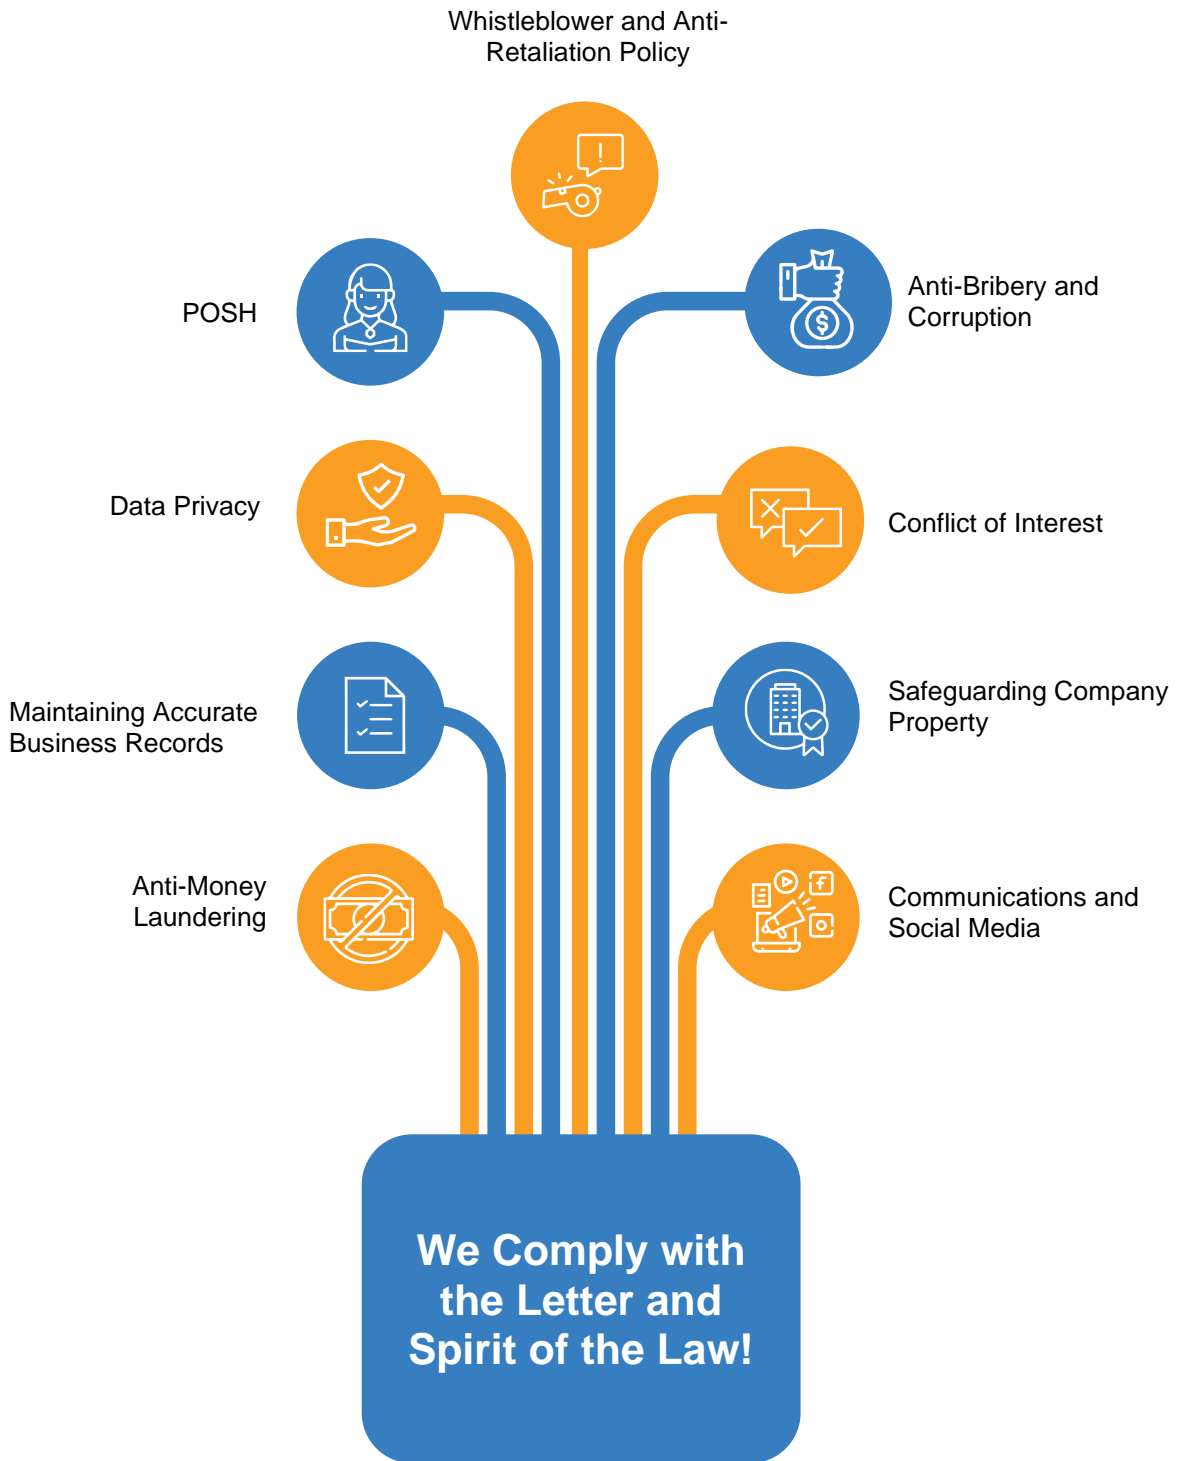 Whistleblower and Anti-
Retaliation Policy
POSH
Anti-Bribery and
Corruption
Data Privacy
Conflict of Interest
Maintaining Accurate
Business Records
Safeguarding Company
Property
Anti-Money
Laundering
Communications and
Social Media
We Comply with
the Letter and
Spirit of the Law!